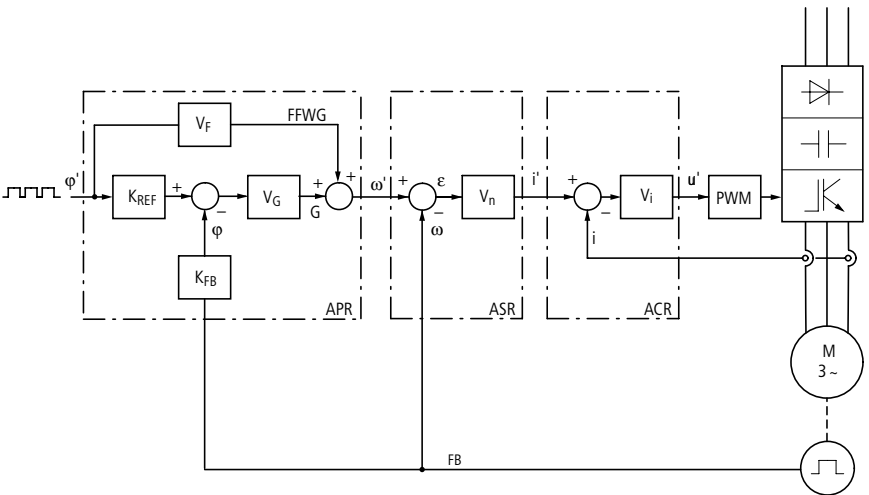 V_F
FFWG
φ'
K_REF
+
−
φ
V_G
+
G
+
ω'
+
ε
−
ω
V_n
i'
+
−
i
V_i
u'
PWM
K_FB
APR
ASR
ACR
M
3 ~
FB